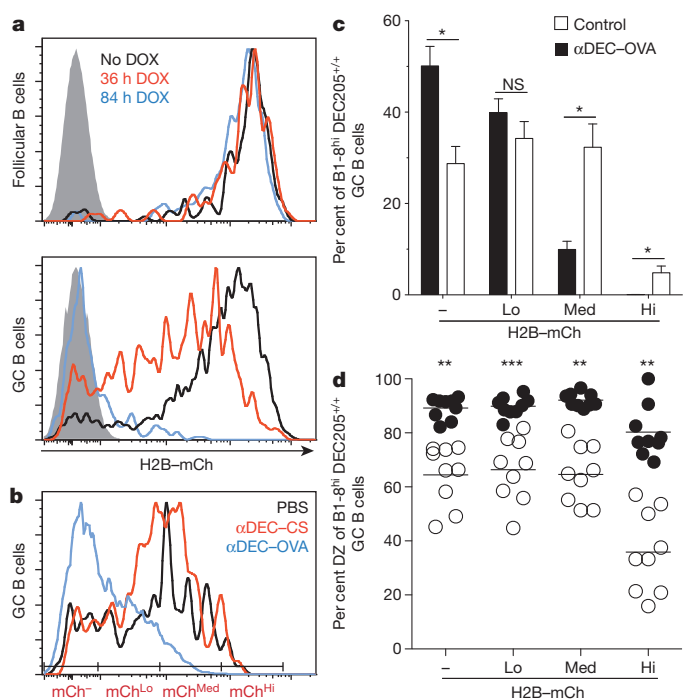 a
No DOX
36 h DOX
84 h DOX
Follicular B cells
GC B cells
H2B–mCh
b
PBS
αDEC–CS
αDEC–OVA
GC B cells
mCh⁻ mChᴸᵒ mChᴹᵉᵈ mChᴴⁱ
c
Control
αDEC–OVA
Per cent of B1-8ʰⁱ DEC205⁺/⁺
GC B cells
60
40
20
0
* NS * *
– Lo Med Hi
H2B–mCh
d
Per cent DZ of B1-8ʰⁱ DEC205⁺/⁺
GC B cells
** *** ** **
100
80
60
40
20
0
– Lo Med Hi
H2B–mCh